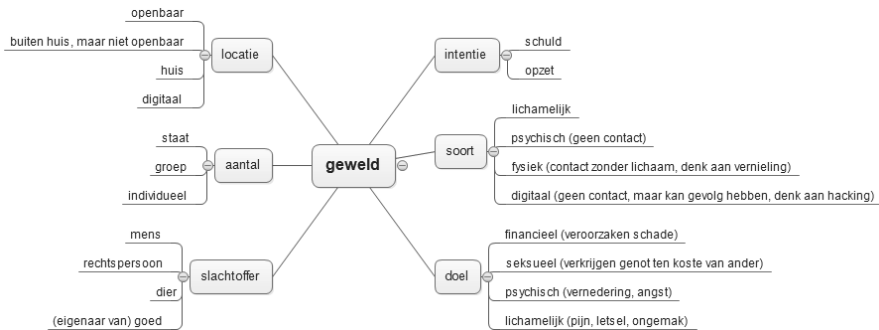 geweld
locatie
openbaar
buiten huis, maar niet openbaar
huis
digitaal
aantal
staat
groep
individueel
slachtoffer
mens
rechtspersoon
dier
(eigenaar van) goed
intentie
schuld
opzet
soort
lichamelijk
psychisch (geen contact)
fysiek (contact zonder lichaam, denk aan vernieling)
digitaal (geen contact, maar kan gevolg hebben, denk aan hacking)
doel
financieel (veroorzaken schade)
seksueel (verkrijgen genot ten koste van ander)
psychisch (vernedering, angst)
lichamelijk (pijn, letsel, ongemak)